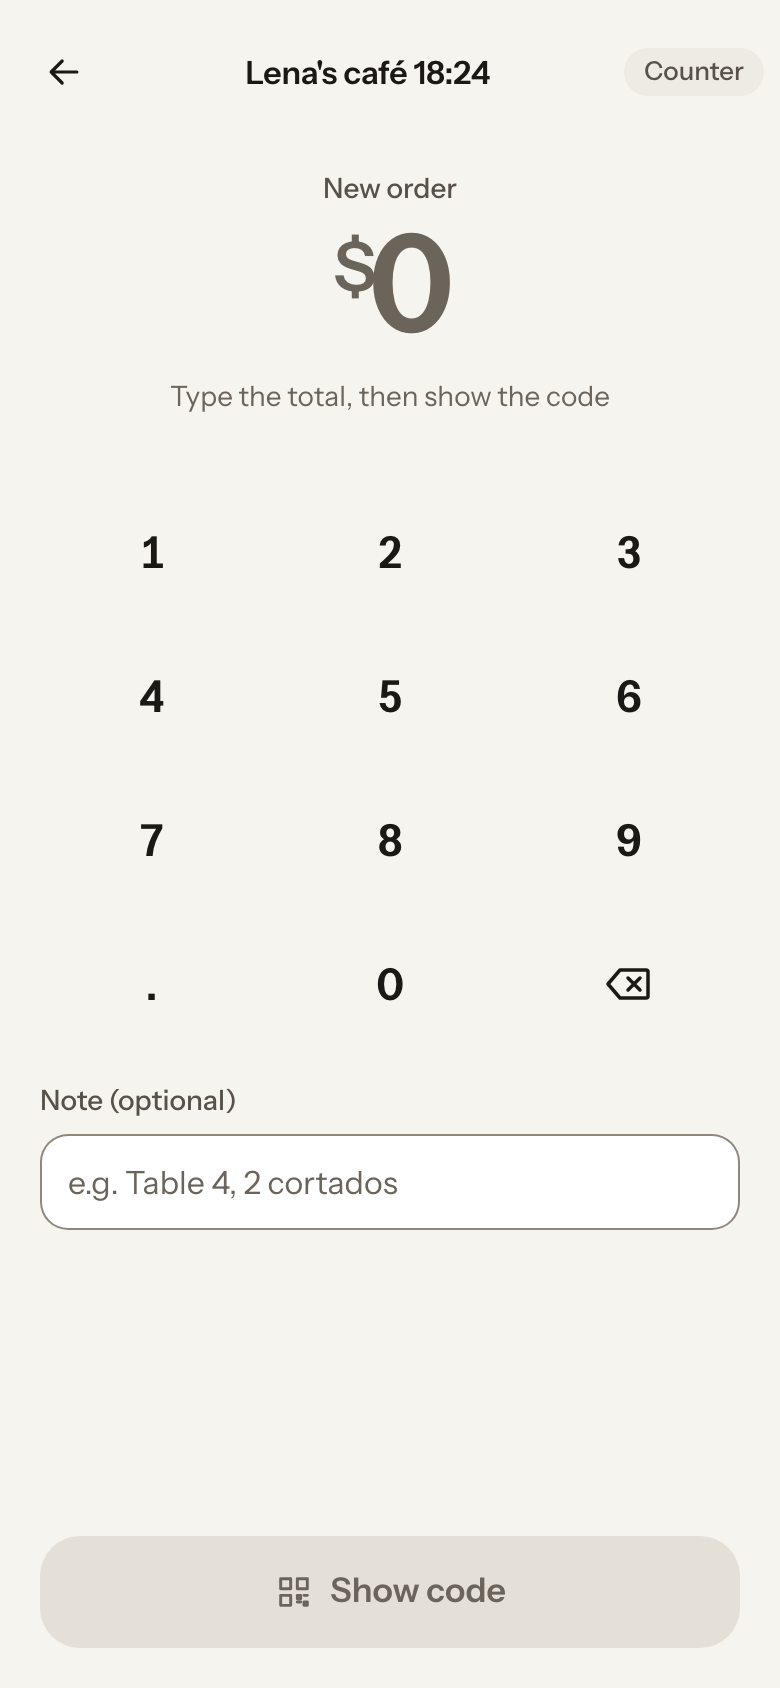 Lena's café 18:24
Counter
New order
$0
Type the total, then show the code
1 2 3
4 5 6
7 8 9
. 0
Note (optional)
e.g. Table 4, 2 cortados
Show code